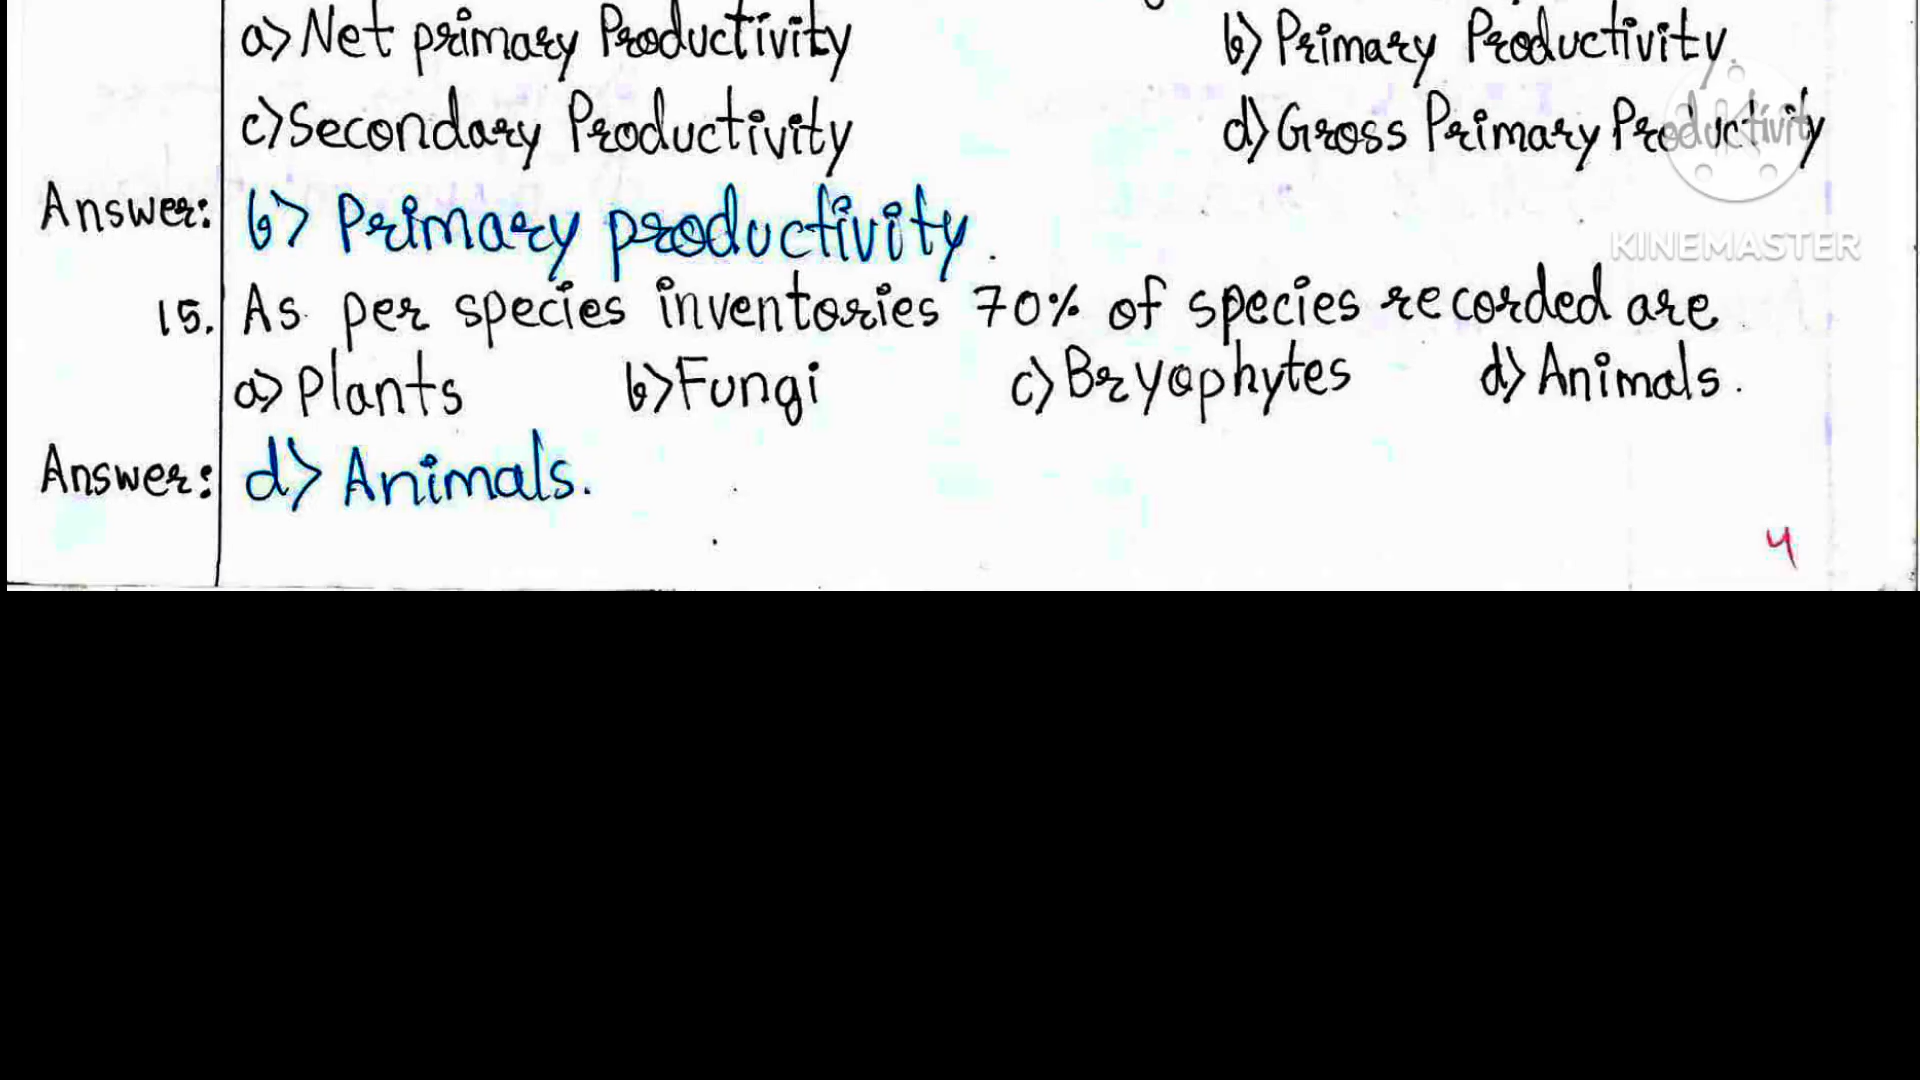 a) Net primary Productivity b) Primary Productivity.
c) Secondary Productivity d) Gross Primary Productivity
Answer: b) Primary productivity.
KINEMASTER
15. As per species inventories 70% of species recorded are
a) Plants b) Fungi c) Bryophytes d) Animals.
Answer: d) Animals.
4